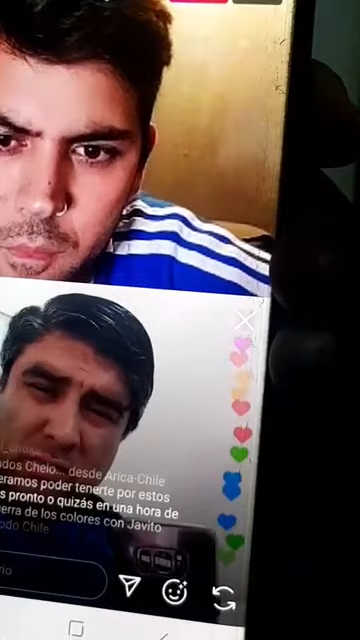 dos Chelo... desde Arica-Chile
eramos poder tenerte por estos
s pronto o quizás en una hora de
erra de los colores con Javito
odo Chile
rio